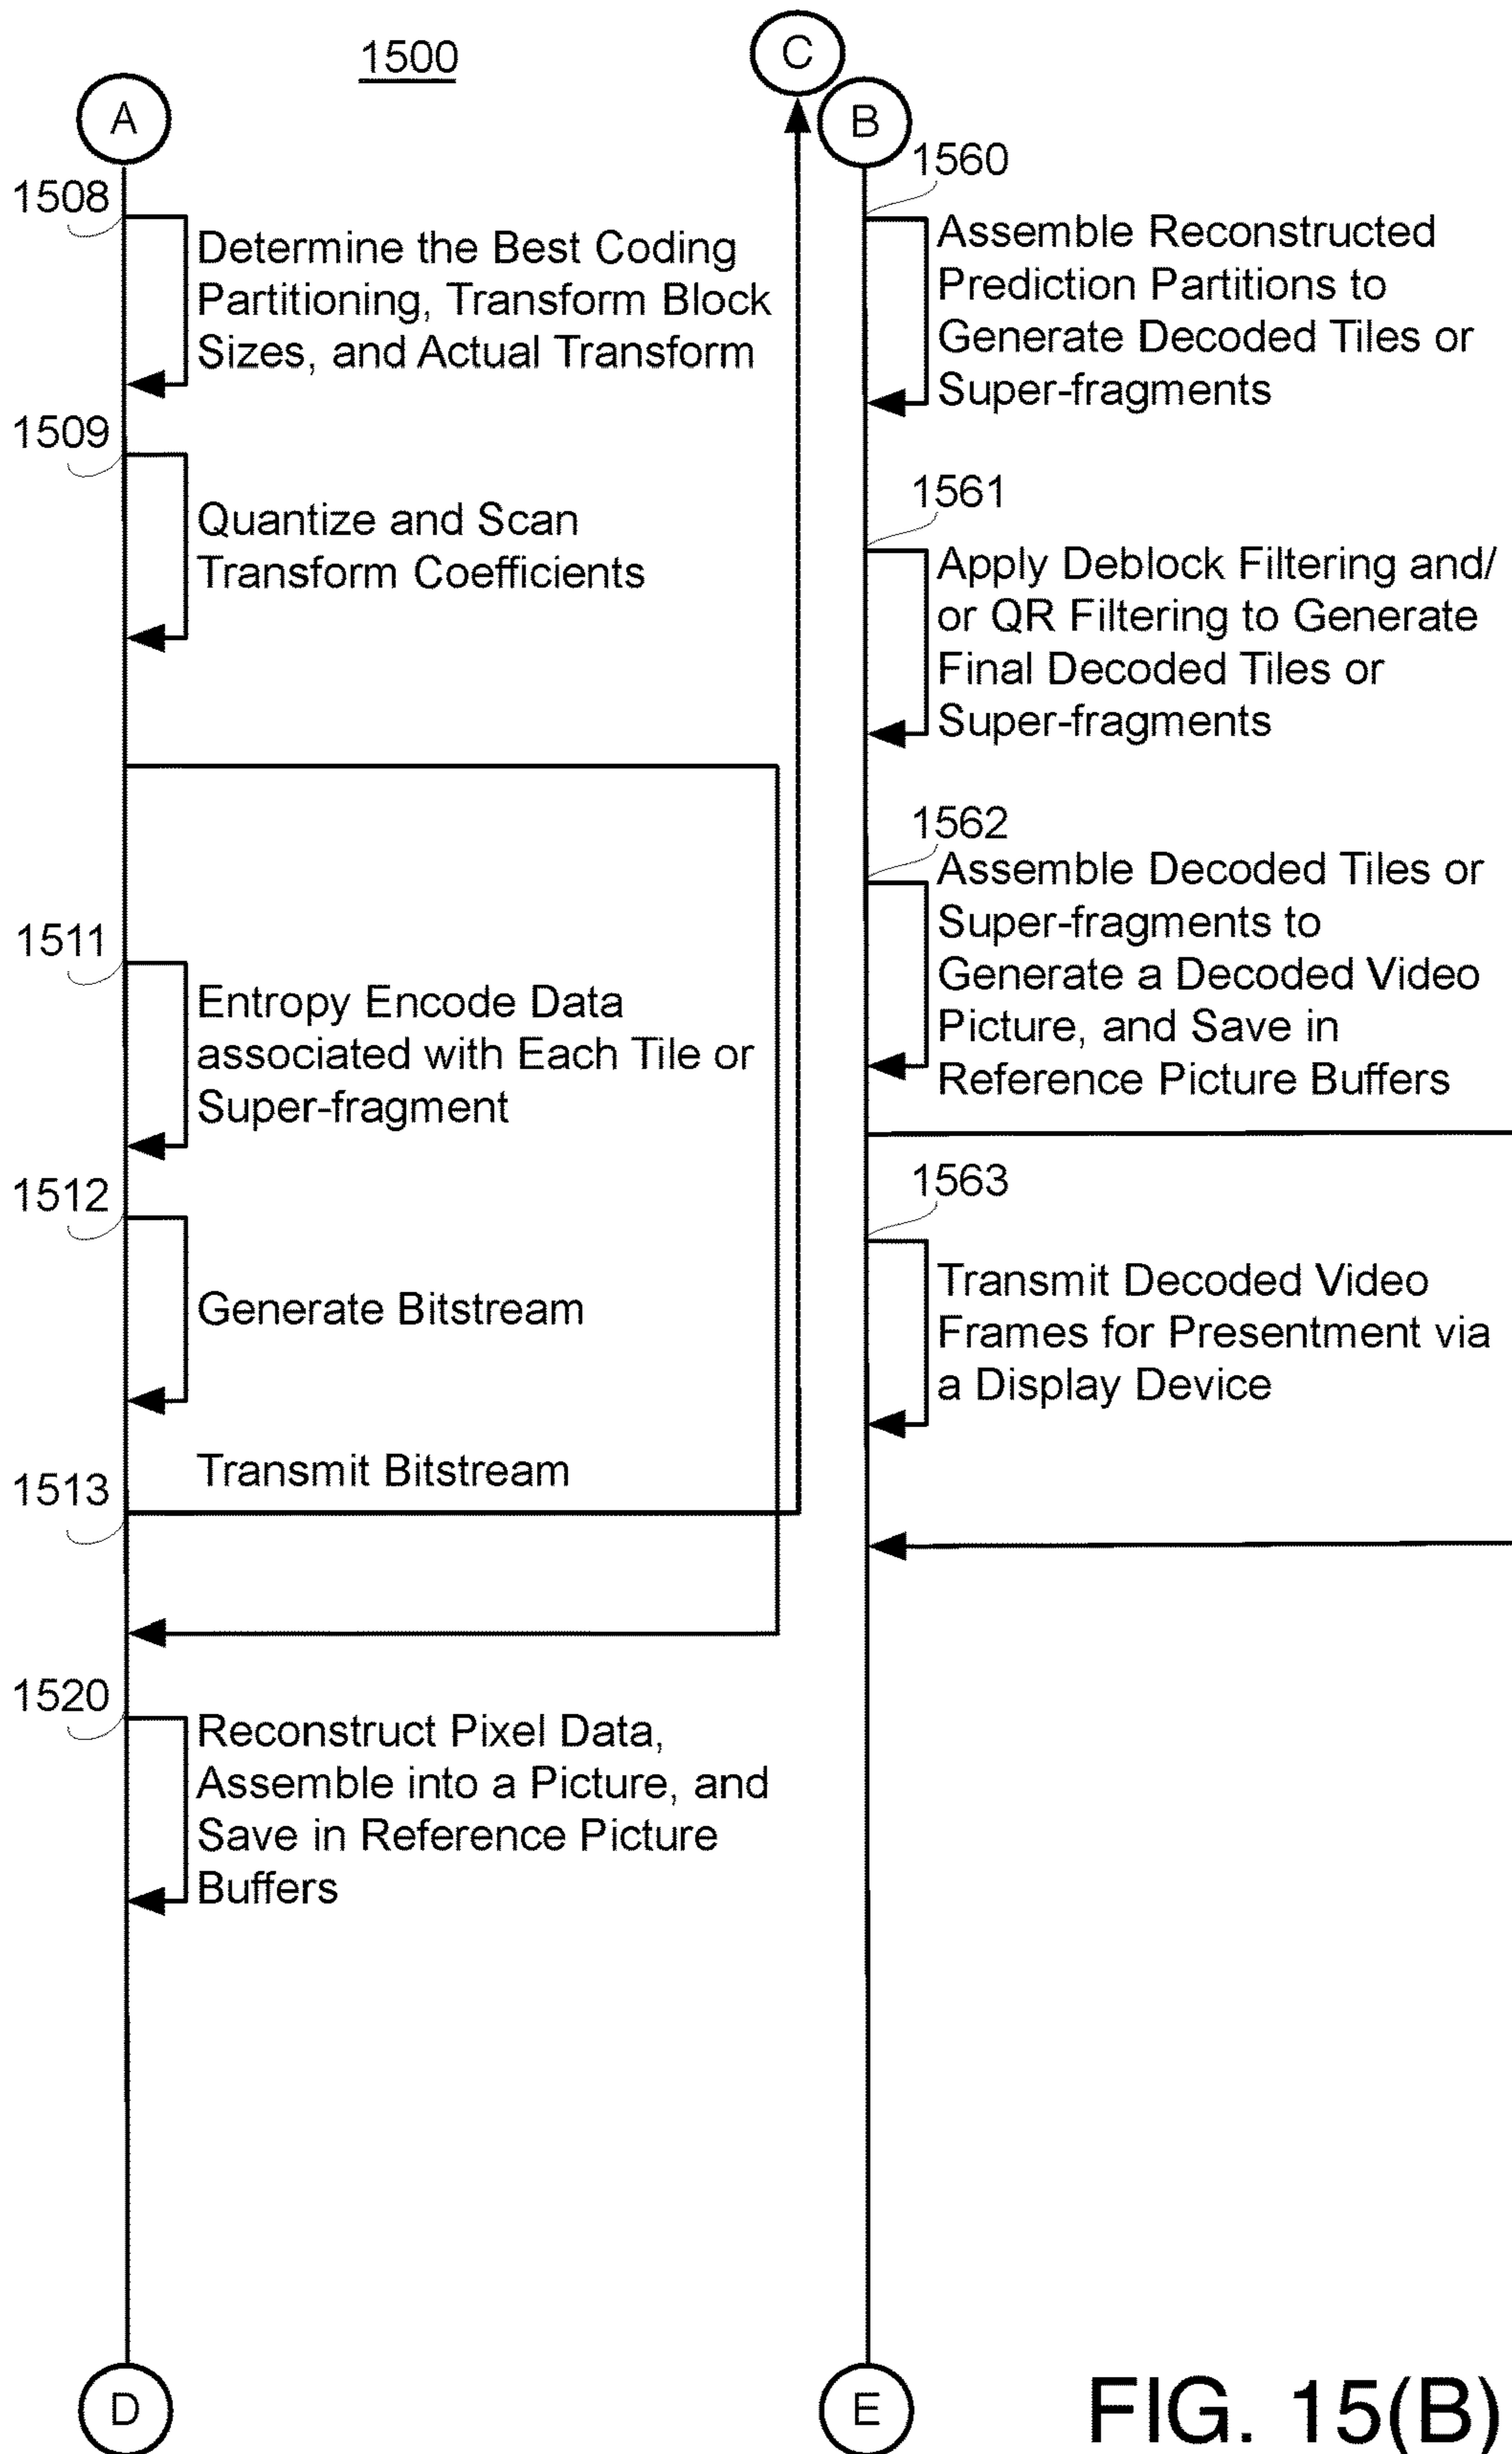 1500
C
A
B
1508
Determine the Best Coding
Partitioning, Transform Block
Sizes, and Actual Transform
1509
Quantize and Scan
Transform Coefficients
1511
Entropy Encode Data
associated with Each Tile or
Super-fragment
1512
Generate Bitstream
Transmit Bitstream
1513
1520
Reconstruct Pixel Data,
Assemble into a Picture, and
Save in Reference Picture
Buffers
D
1560
Assemble Reconstructed
Prediction Partitions to
Generate Decoded Tiles or
Super-fragments
1561
Apply Deblock Filtering and/
or QR Filtering to Generate
Final Decoded Tiles or
Super-fragments
1562
Assemble Decoded Tiles or
Super-fragments to
Generate a Decoded Video
Picture, and Save in
Reference Picture Buffers
1563
Transmit Decoded Video
Frames for Presentment via
a Display Device
E
FIG. 15(B)